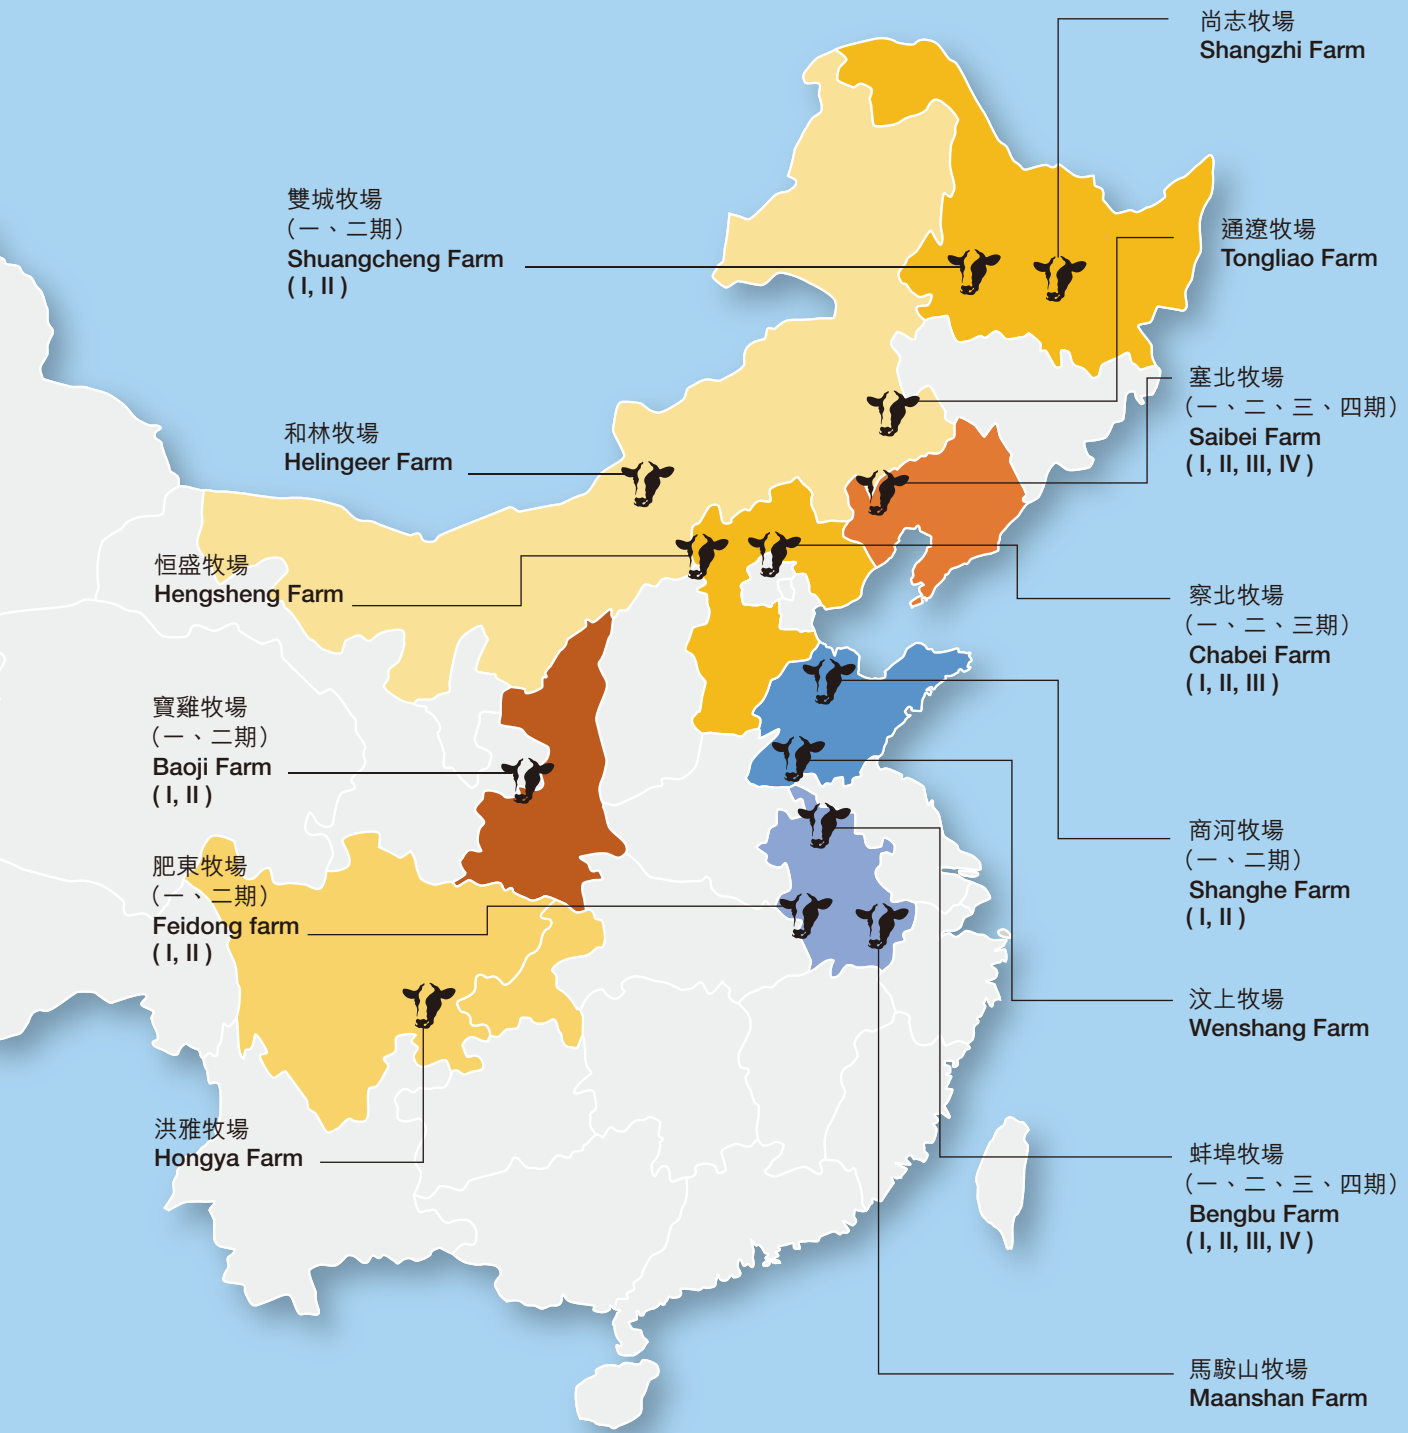 尚志牧場
Shangzhi Farm
雙城牧場
（一、二期）
Shuangcheng Farm
( I, II )
通遼牧場
Tongliao Farm
塞北牧場
（一、二、三、四期）
Saibei Farm
( I, II, III, IV )
和林牧場
Helingeer Farm
恒盛牧場
Hengsheng Farm
察北牧場
（一、二、三期）
Chabei Farm
( I, II, III )
寶雞牧場
（一、二期）
Baoji Farm
( I, II )
商河牧場
（一、二期）
Shanghe Farm
( I, II )
肥東牧場
（一、二期）
Feidong farm
( I, II )
汶上牧場
Wenshang Farm
洪雅牧場
Hongya Farm
蚌埠牧場
（一、二、三、四期）
Bengbu Farm
( I, II, III, IV )
馬鞍山牧場
Maanshan Farm